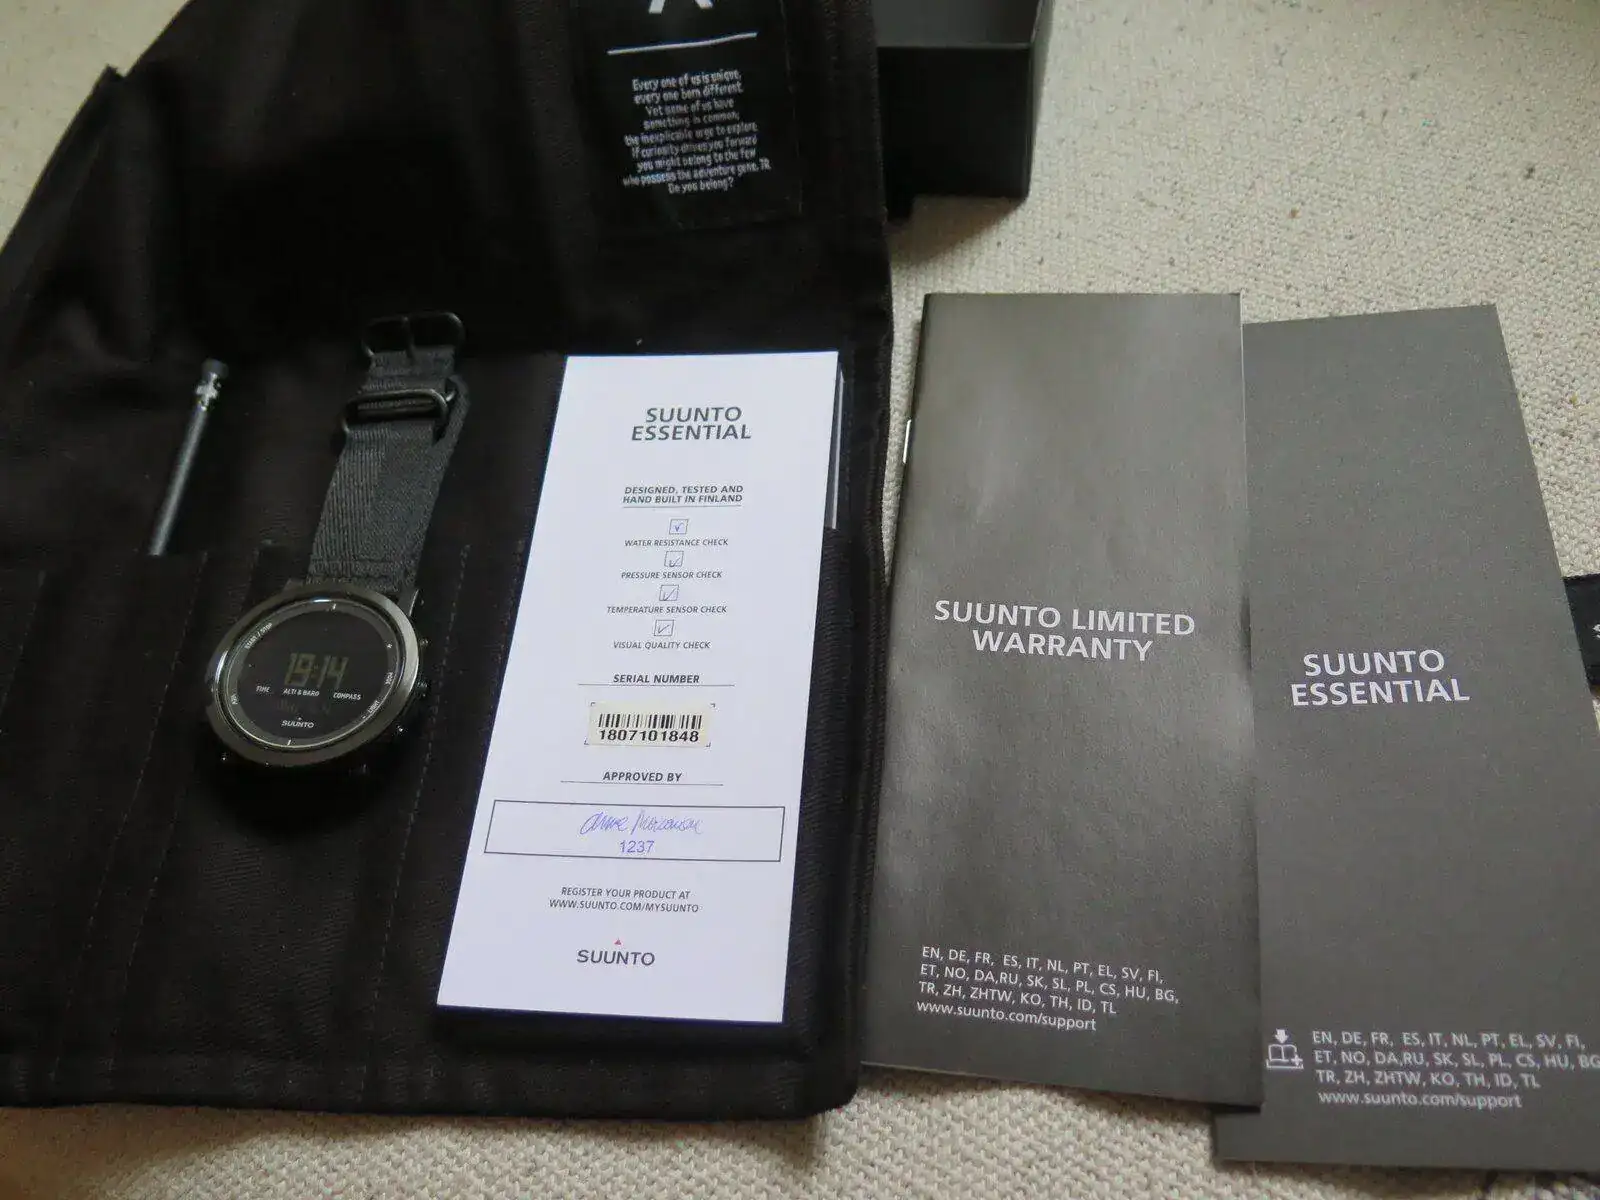 Every one of us is unique,
every one born different.
Yet some of us have
something in common;
the inexplicable urge to explore
If curiosity drives you forward
you might belong to the few
who possess the adventure gene, 7R
Do you belong?
SUUNTO
ESSENTIAL
DESIGNED, TESTED AND
HAND BUILT IN FINLAND
WATER RESISTANCE CHECK
PRESSURE SENSOR CHECK
TEMPERATURE SENSOR CHECK
VISUAL QUALITY CHECK
SERIAL NUMBER
1807101848
APPROVED BY
1237
REGISTER YOUR PRODUCT AT
WWW.SUUNTO.COM/MYSUUNTO
SUUNTO
START / STOP
19:14
TIME ALTI & BARO COMPASS
VIEW
LIGHT
MODE
SUUNTO
SUUNTO LIMITED
WARRANTY
EN, DE, FR, ES, IT, NL, PT, EL, SV, FI,
ET, NO, DA,RU, SK, SL, PL, CS, HU, BG,
TR, ZH, ZHTW, KO, TH, ID, TL
www.suunto.com/support
SUUNTO
ESSENTIAL
EN, DE, FR, ES, IT, NL, PT, EL, SV, FI,
ET, NO, DA,RU, SK, SL, PL, CS, HU, BG
TR, ZH, ZHTW, KO, TH, ID, TL
www.suunto.com/support